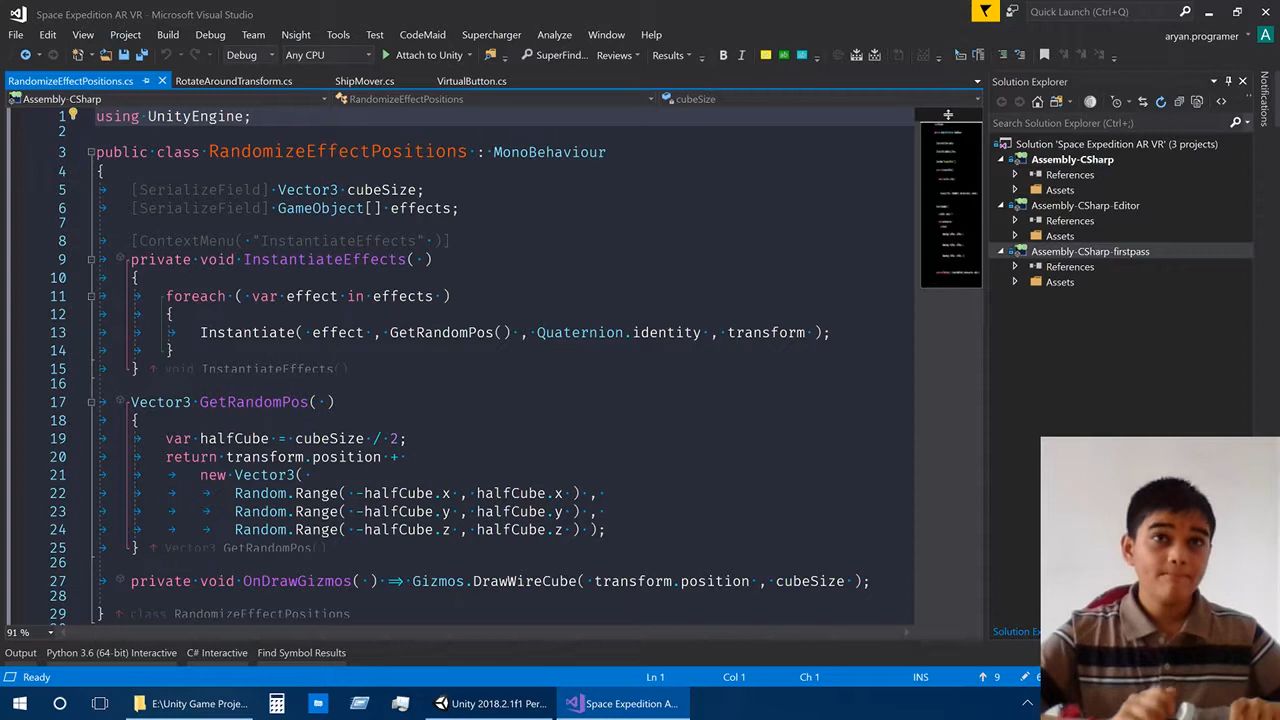 Space Expedition AR VR - Microsoft Visual Studio
Quick Launch (Ctrl+Q)
File Edit View Project Build Debug Team Nsight Tools Test CodeMaid Courtesy Architecture Analyze Window Help
aryan.programer A
Debug Any CPU Attach to Unity SuperFind... Reviews Results B I
RandomizeEffectPositions.cs RotateAroundTransform.cs ShipMover.cs VirtualButton.cs
Assembly-CSharp RandomizeEffectPositions cubeSize
1 using UnityEngine;
2
3 public class RandomizeEffectPositions : MonoBehaviour
4 {
5 [SerializeField] Vector3 cubeSize;
6 [SerializeField] GameObject[] effects;
7
8 [ContextMenu( "InstantiateEffects" )]
9 private void InstantiateEffects( )
10 {
11 foreach ( var effect in effects )
12 {
13 Instantiate( effect , GetRandomPos() , Quaternion.identity , transform );
14 }
15 } void InstantiateEffects()
16
17 Vector3 GetRandomPos( )
18 {
19 var halfCube = cubeSize / 2;
20 return transform.position +
21 new Vector3(
22 Random.Range( -halfCube.x , halfCube.x ) ,
23 Random.Range( -halfCube.y , halfCube.y ) ,
24 Random.Range( -halfCube.z , halfCube.z ) );
25 } Vector3 GetRandomPos()
26
27 private void OnDrawGizmos( ) => Gizmos.DrawWireCube( transform.position , cubeSize );
28
29 } class RandomizeEffectPositions
91 %
Solution Explorer
Search Solution Explorer (Ctrl+;)
Solution 'Space Expedition AR VR' (3 projects)
Assembly-CSharp
References
Assets
Assembly-CSharp-Editor
References
Assets
Assembly-CSharp-firstpass
References
Assets
Notifications
Solution Ex
Output Python 3.6 (64-bit) Interactive C# Interactive Find Symbol Results
Ready Ln 1 Col 1 Ch 1 INS 9
E:\Unity Game Proje... Unity 2018.2.1f1 Per... Space Expedition A...